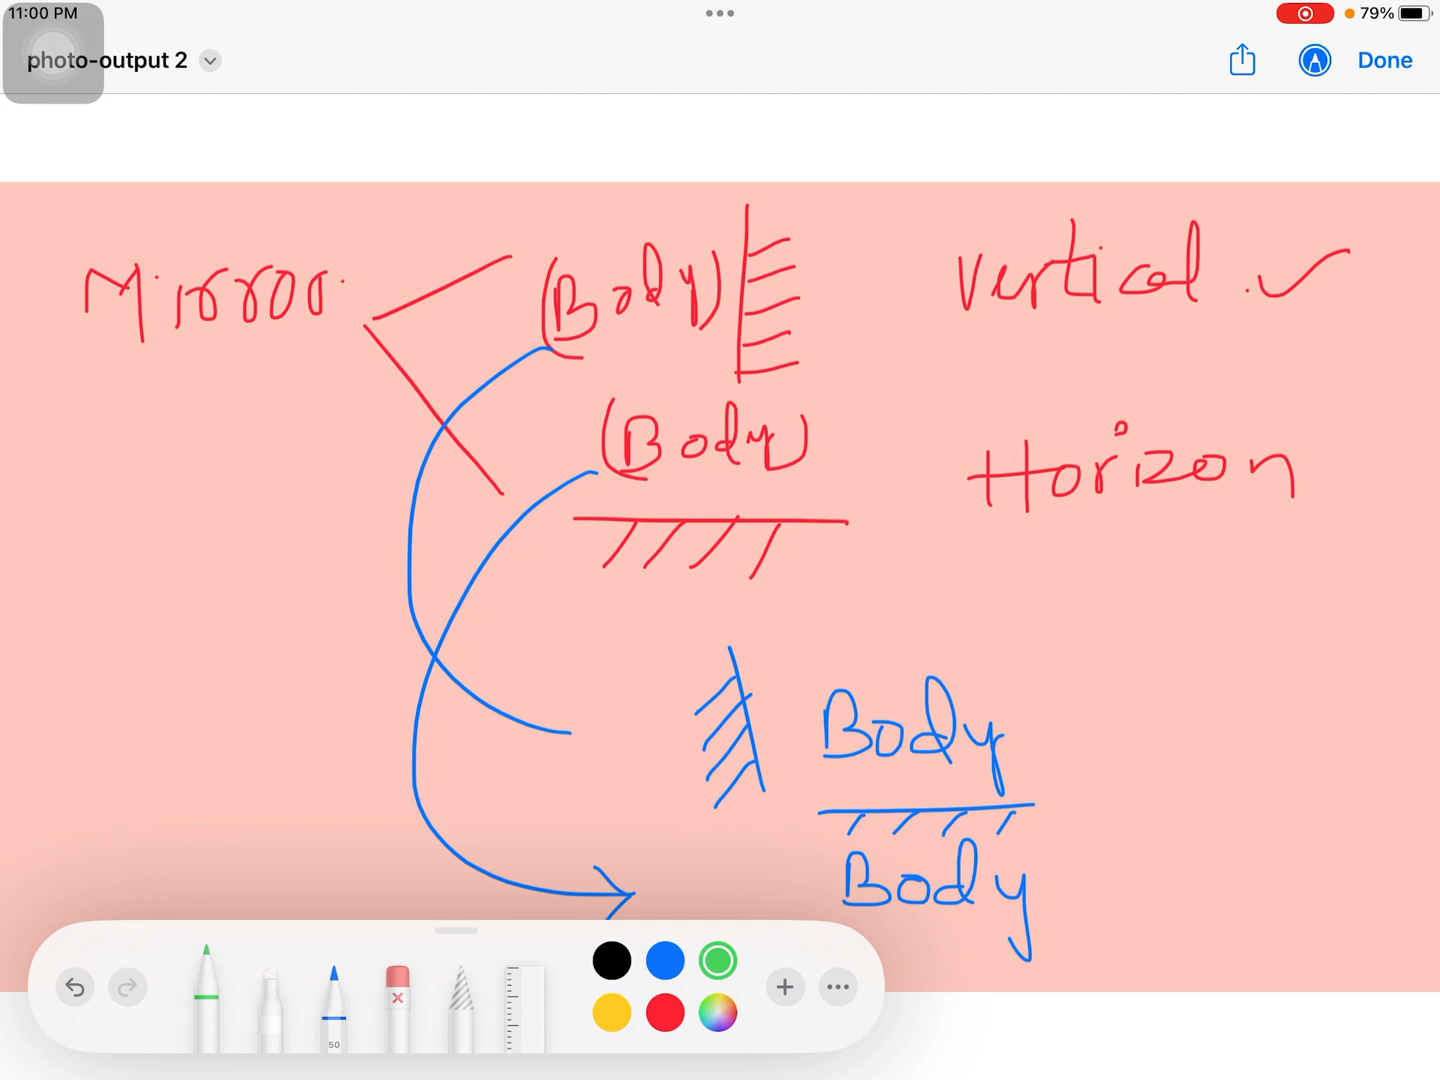 11:00 PM
79%
photo-output 2
Done
Mirror.
(Body)
Vertical.
(Body)
Horizon
Body
Body
50